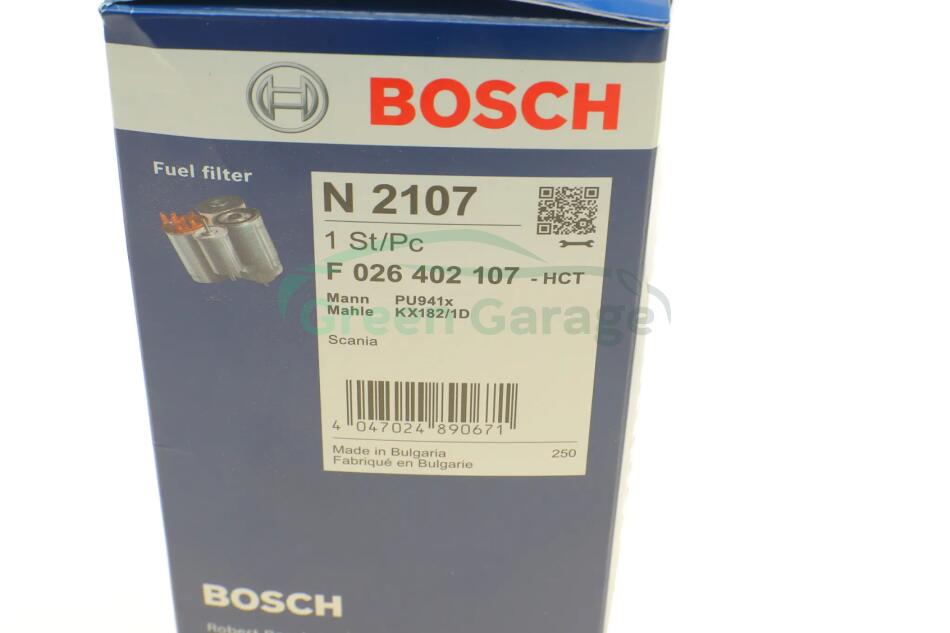 BOSCH
Fuel filter
N 2107
1 St/Pc
F 026 402 107 - HCT
Mann PU941x
Mahle KX182/1D
Green Garage
Scania
4 047024 890671
Made in Bulgaria 250
Fabriqué en Bulgarie
BOSCH
Robert